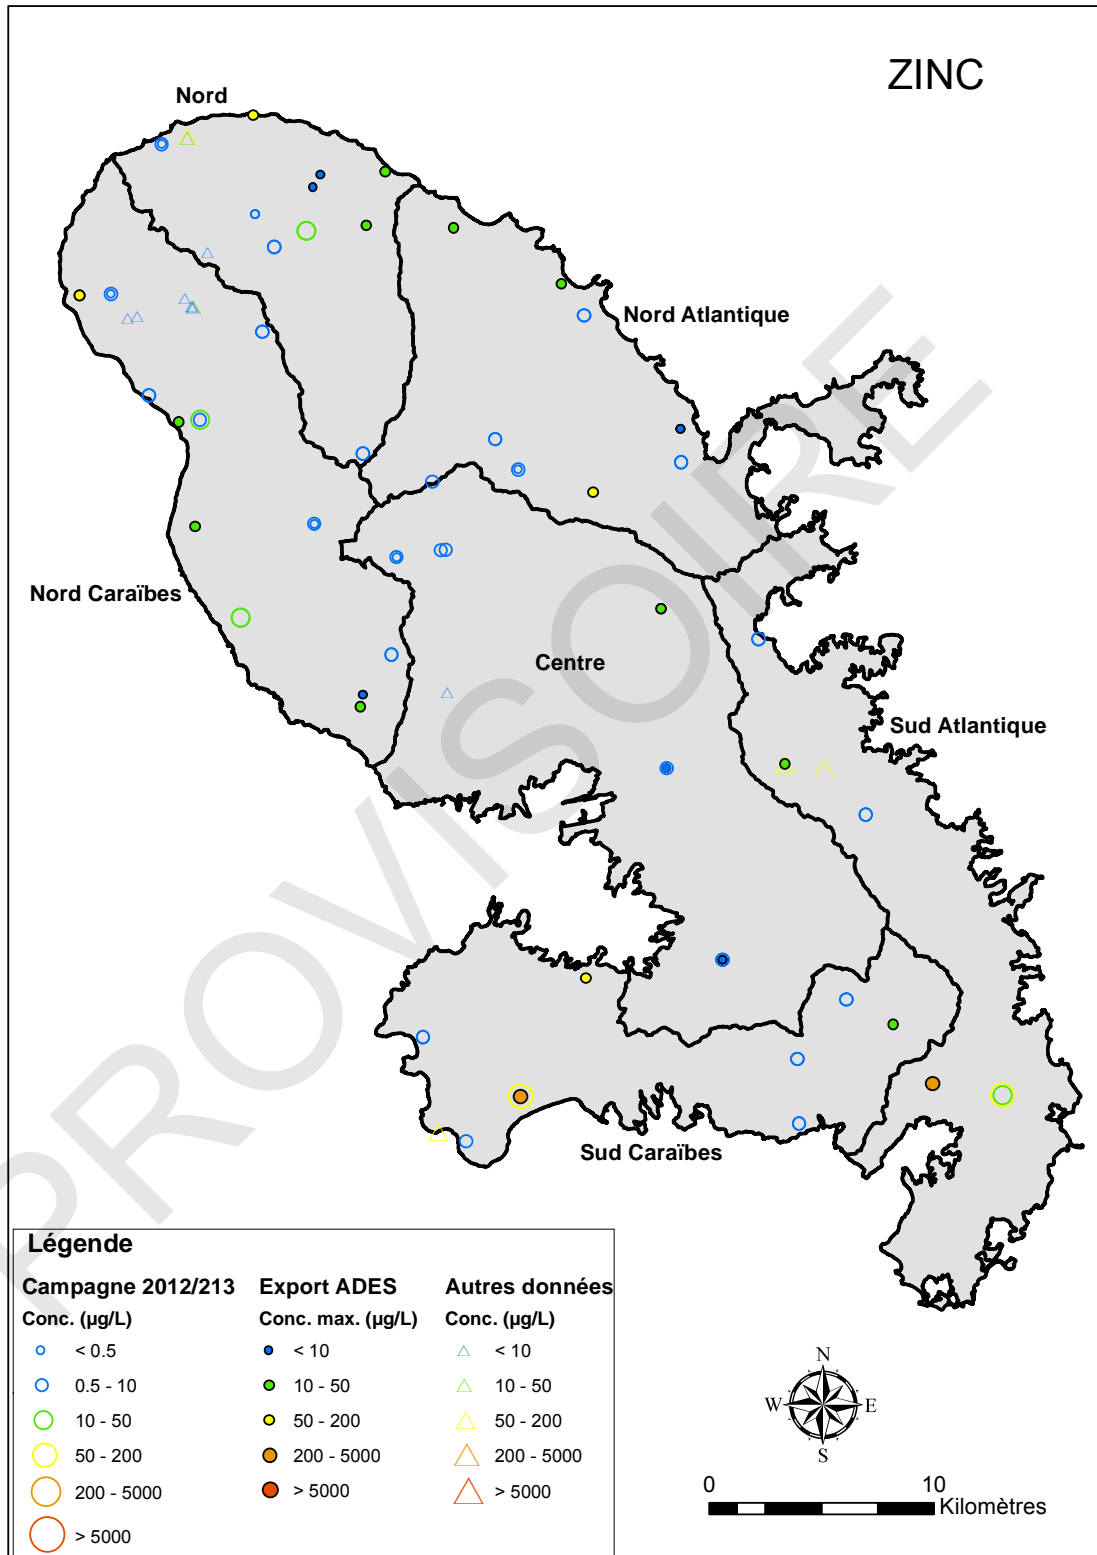 ZINC
Nord
Nord Atlantique
Nord Caraïbes
Centre
Sud Atlantique
Sud Caraïbes
PROVISOIRE
Légende
Campagne 2012/213
Conc. (µg/L)
< 0.5
0.5 - 10
10 - 50
50 - 200
200 - 5000
> 5000
Export ADES
Conc. max. (µg/L)
< 10
10 - 50
50 - 200
200 - 5000
> 5000
Autres données
Conc. (µg/L)
< 10
10 - 50
50 - 200
200 - 5000
> 5000
N
W E
S
0 10
Kilomètres